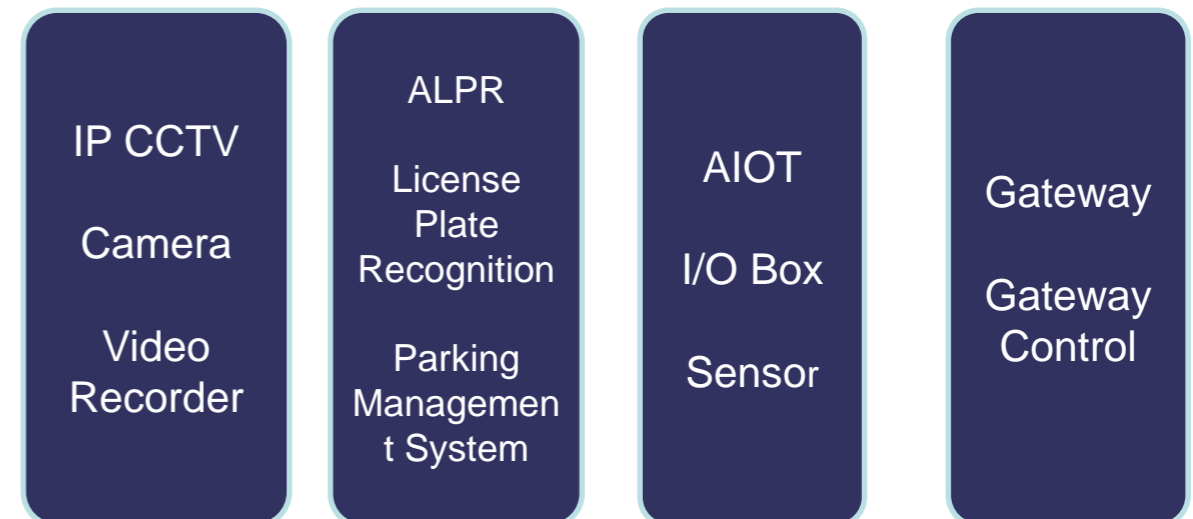 IP CCTV
Camera
Video
Recorder
ALPR
License
Plate
Recognition
Parking
Managemen
t System
AIOT
I/O Box
Sensor
Gateway
Gateway
Control